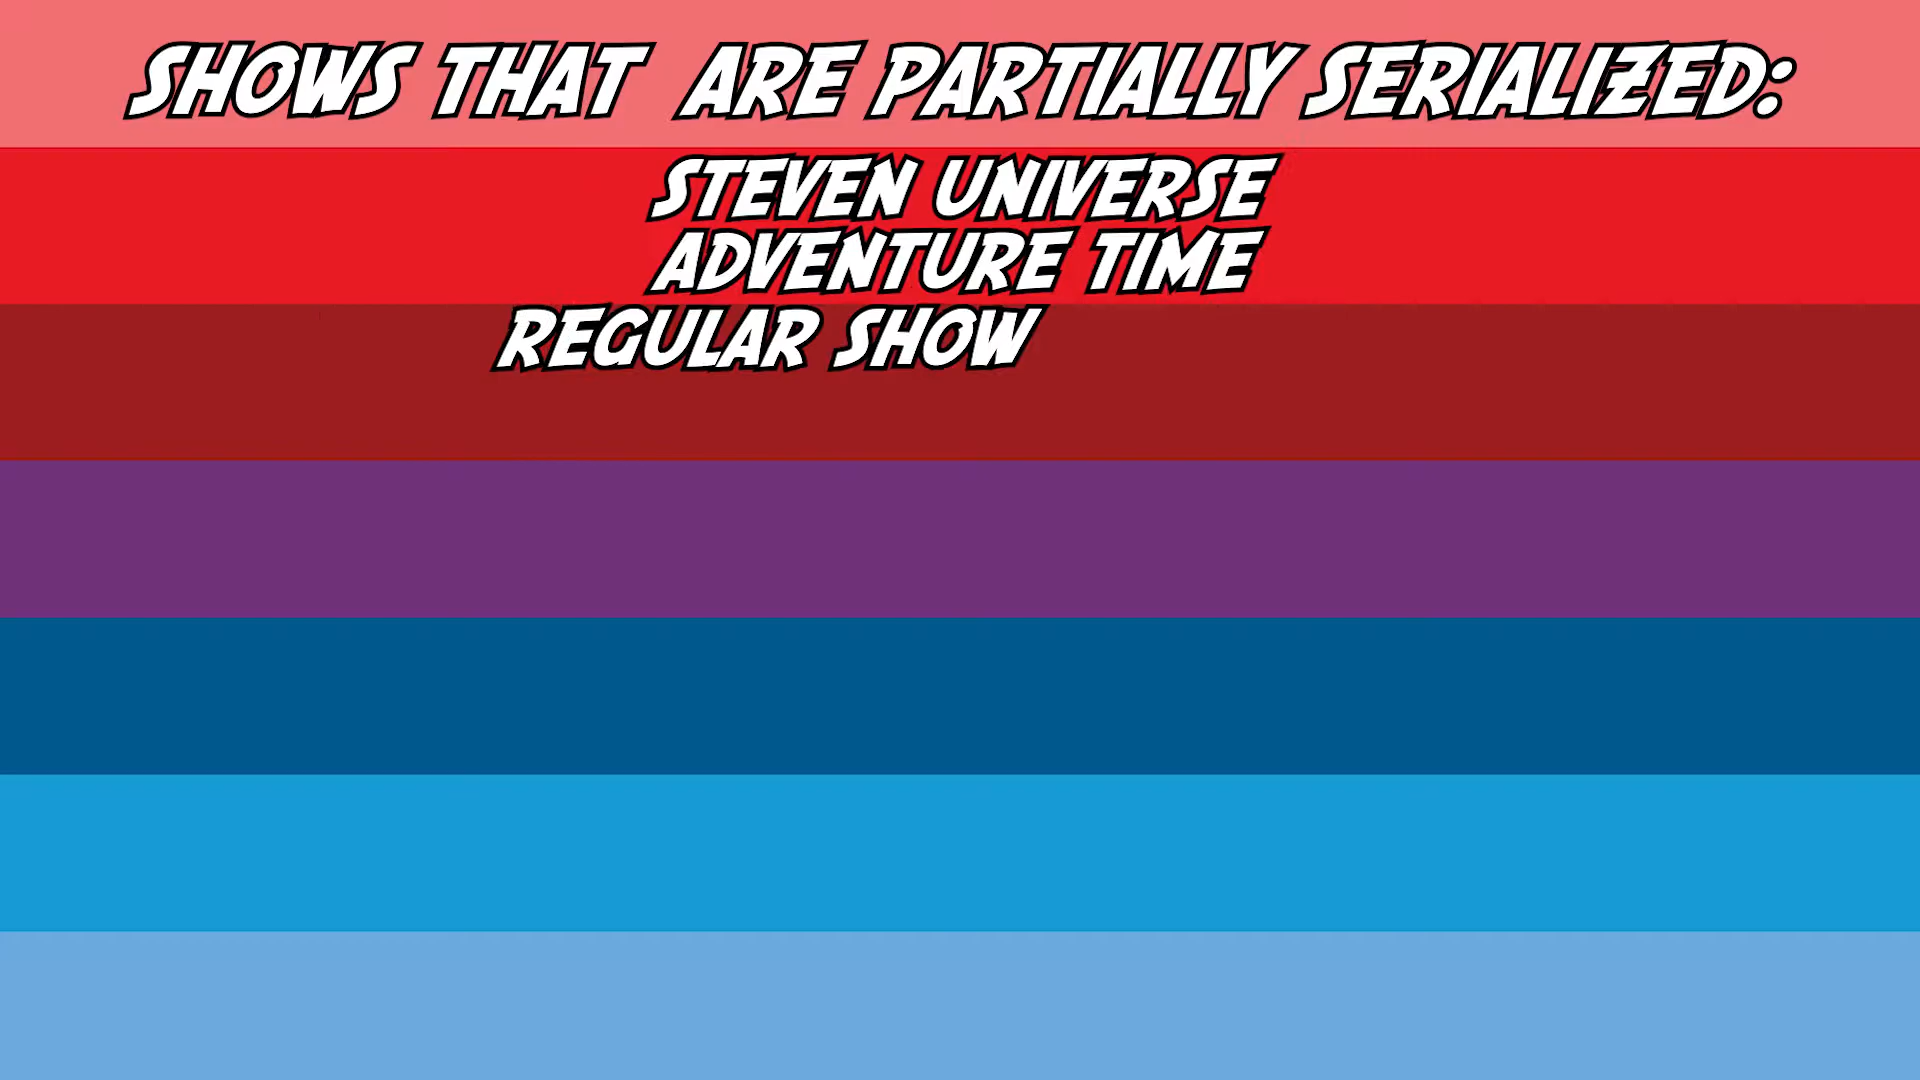 SHOWS THAT ARE PARTIALLY SERIALIZED:
STEVEN UNIVERSE
ADVENTURE TIME
REGULAR SHOW